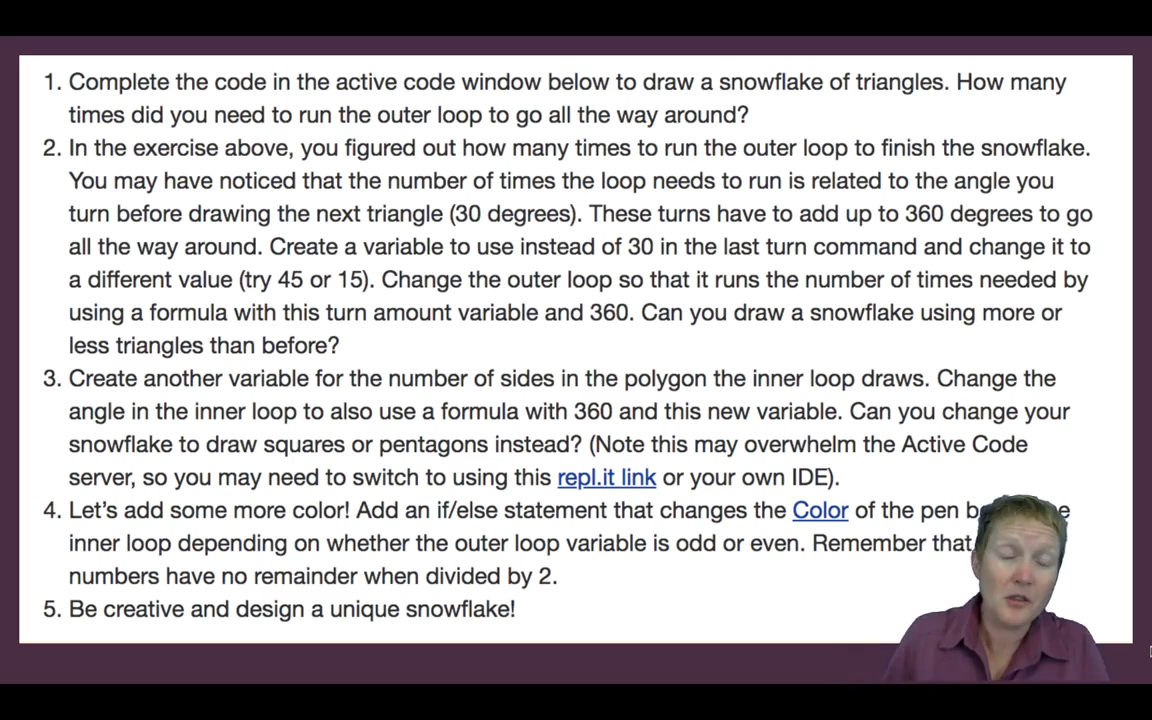 1. Complete the code in the active code window below to draw a snowflake of triangles. How many
times did you need to run the outer loop to go all the way around?
2. In the exercise above, you figured out how many times to run the outer loop to finish the snowflake.
You may have noticed that the number of times the loop needs to run is related to the angle you
turn before drawing the next triangle (30 degrees). These turns have to add up to 360 degrees to go
all the way around. Create a variable to use instead of 30 in the last turn command and change it to
a different value (try 45 or 15). Change the outer loop so that it runs the number of times needed by
using a formula with this turn amount variable and 360. Can you draw a snowflake using more or
less triangles than before?
3. Create another variable for the number of sides in the polygon the inner loop draws. Change the
angle in the inner loop to also use a formula with 360 and this new variable. Can you change your
snowflake to draw squares or pentagons instead? (Note this may overwhelm the Active Code
server, so you may need to switch to using this repl.it link or your own IDE).
4. Let's add some more color! Add an if/else statement that changes the Color of the pen
inner loop depending on whether the outer loop variable is odd or even. Remember that
numbers have no remainder when divided by 2.
5. Be creative and design a unique snowflake!